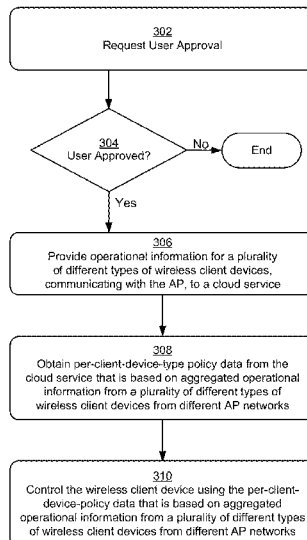 302
Request User Approval
304
User Approved?
No
End
Yes
306
Provide operational information for a plurality
of different types of wireless client devices,
communicating with the AP, to a cloud service
308
Obtain per-client-device-type policy data from the
cloud service that is based on aggregated operational
information from a plurality of different types of
wireless client devices from different AP networks
310
Control the wireless client device using the per-client-
device-policy data that is based on aggregated
operational information from a plurality of different types
of wireless client devices from different AP networks